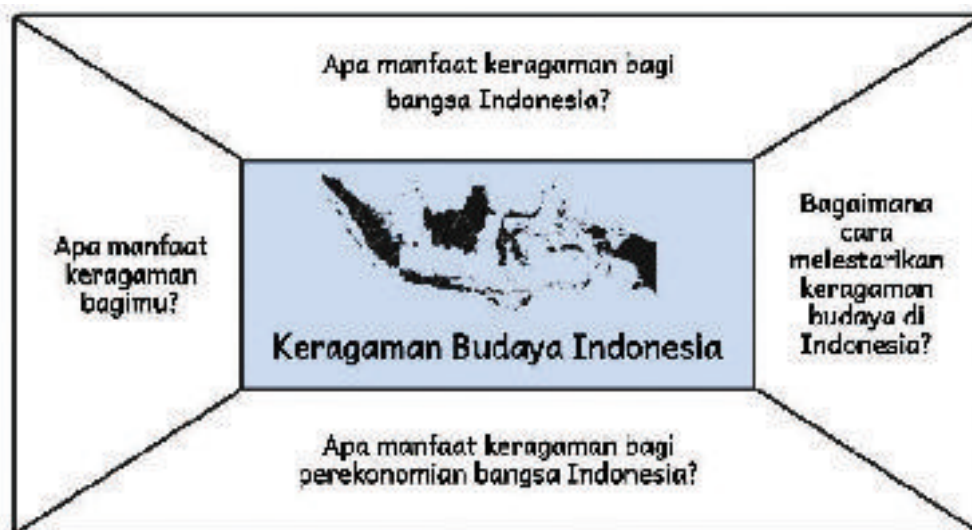 Apa manfaat keragaman bagi
bangsa Indonesia?
Apa manfaat
keragaman
bagimu?
Keragaman Budaya Indonesia
Bagaimana
cara
melestarikan
keragaman
budaya di
Indonesia?
Apa manfaat keragaman bagi
perekonomian bangsa Indonesia?